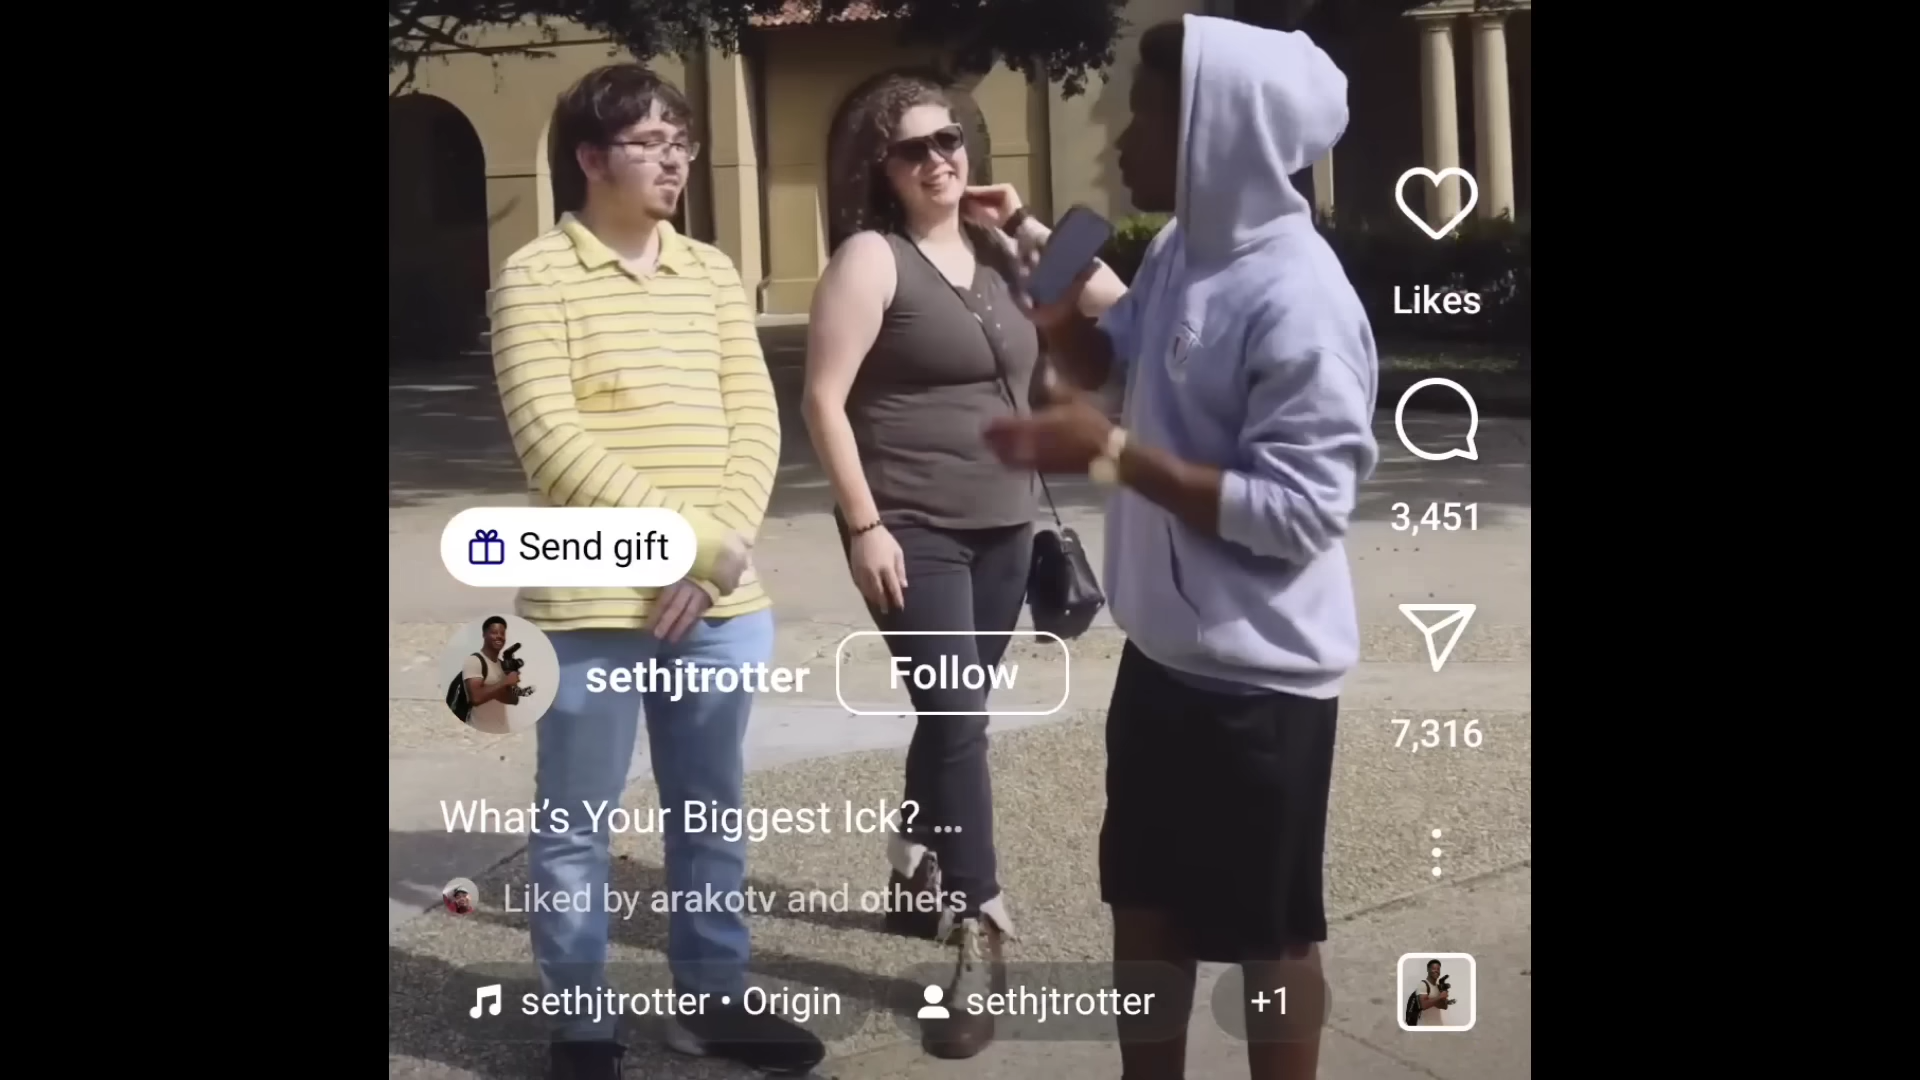 Likes
3,451
Send gift
sethjtrotter
Follow
7,316
What’s Your Biggest Ick? ...
Liked by arakotv and others
sethjtrotter • Origin
sethjtrotter
+1